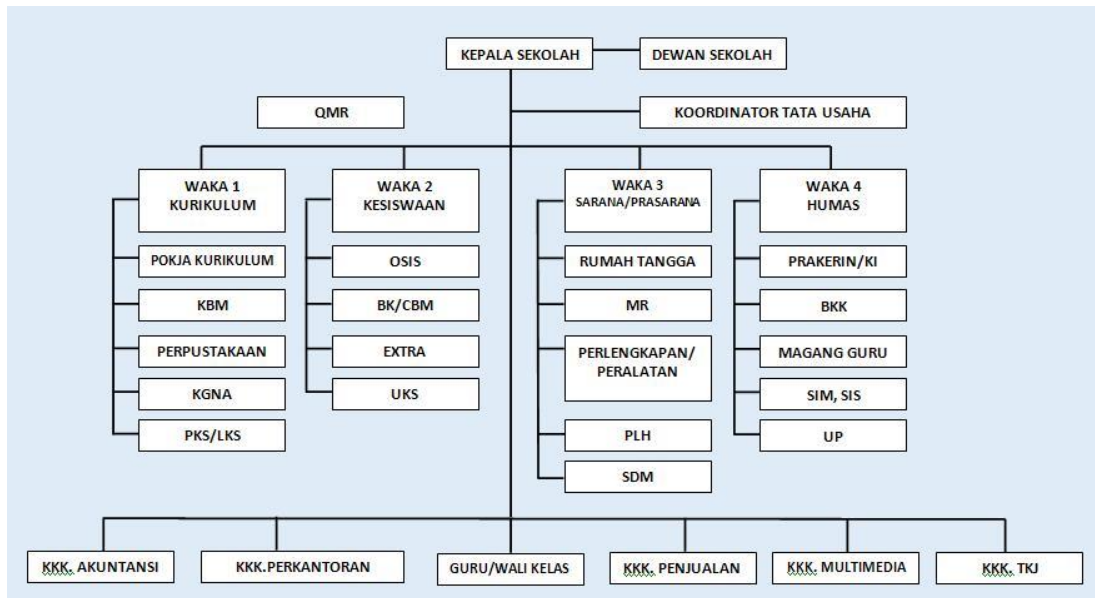 KEPALA SEKOLAH
DEWAN SEKOLAH
QMR
KOORDINATOR TATA USAHA
WAKA 1
KURIKULUM
POKJA KURIKULUM
KBM
PERPUSTAKAAN
KGNA
PKS/LKS
WAKA 2
KESISWAAN
OSIS
BK/CBM
EXTRA
UKS
WAKA 3
SARANA/PRASARANA
RUMAH TANGGA
MR
PERLENGKAPAN/
PERALATAN
PLH
SDM
WAKA 4
HUMAS
PRAKERIN/KI
BKK
MAGANG GURU
SIM, SIS
UP
KKK. AKUNTANSI
KKK.PERKANTORAN
GURU/WALI KELAS
KKK. PENJUALAN
KKK. MULTIMEDIA
KKK. TKJ